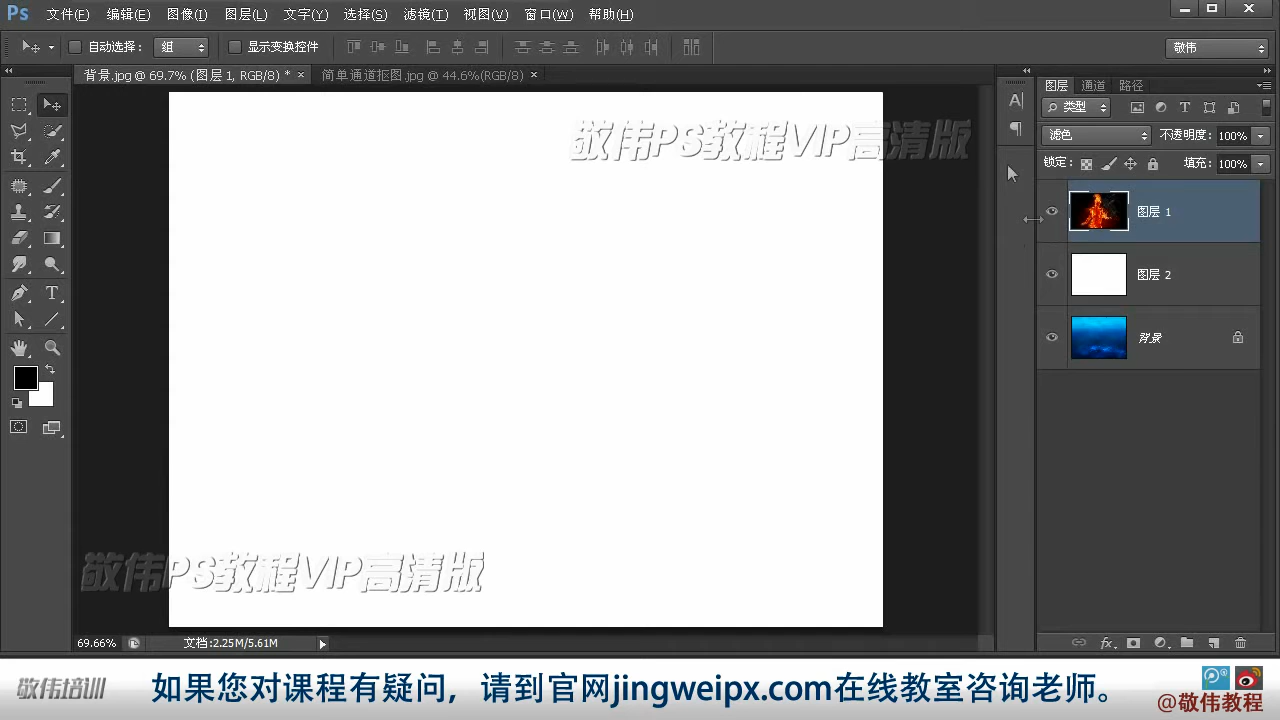 Ps 文件(F) 编辑(E) 图像(I) 图层(L) 文字(Y) 选择(S) 滤镜(T) 视图(V) 窗口(W) 帮助(H)
自动选择: 组 显示变换控件 敬伟
背景.jpg @ 69.7% (图层 1, RGB/8) * × 简单通道抠图.jpg @ 44.6%(RGB/8) ×
图层 通道 路径
类型
滤色 不透明度: 100%
锁定: 填充: 100%
敬伟PS教程VIP高清版
图层 1
图层 2
背景
敬伟PS教程VIP高清版
69.66% 文档:2.25M/5.61M
敬伟培训 如果您对课程有疑问，请到官网jingweipx.com在线教室咨询老师。
@敬伟教程